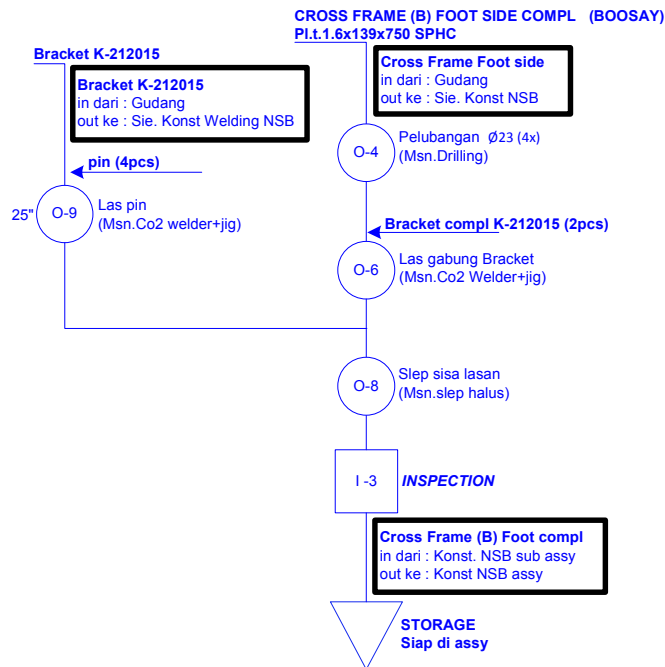 CROSS FRAME (B) FOOT SIDE COMPL (BOOSAY)
Pl.t.1.6x139x750 SPHC
Bracket K-212015
Bracket K-212015
in dari : Gudang
out ke : Sie. Konst Welding NSB
Cross Frame Foot side
in dari : Gudang
out ke : Sie. Konst NSB
O-4
Pelubangan Ø23 (4x)
(Msn.Drilling)
pin (4pcs)
25"
O-9
Las pin
(Msn.Co2 welder+jig)
Bracket compl K-212015 (2pcs)
O-6
Las gabung Bracket
(Msn.Co2 Welder+jig)
O-8
Slep sisa lasan
(Msn.slep halus)
I -3
INSPECTION
Cross Frame (B) Foot compl
in dari : Konst. NSB sub assy
out ke : Konst NSB assy
STORAGE
Siap di assy